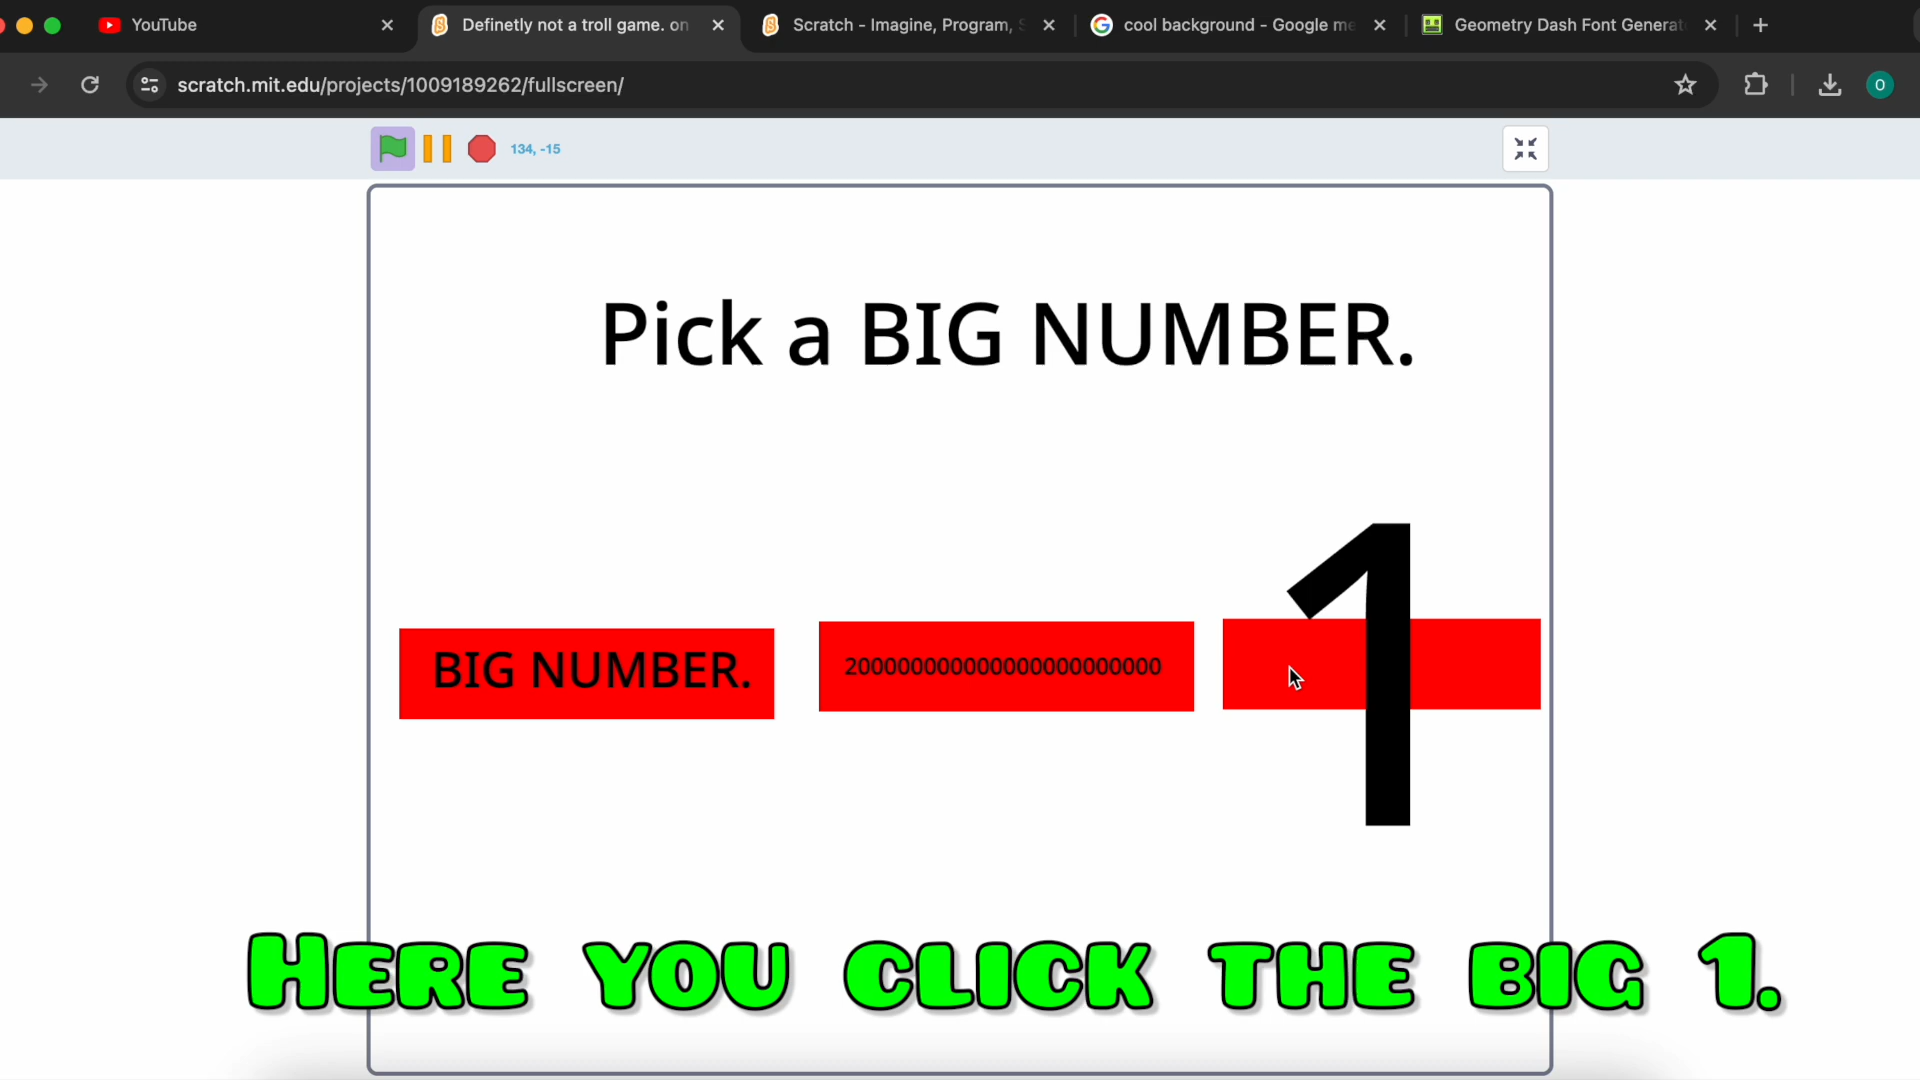 YouTube
Definetly not a troll game. on
Scratch - Imagine, Program, S
cool background - Google me
Geometry Dash Font Generat
scratch.mit.edu/projects/1009189262/fullscreen/
O
134, -15
Pick a BIG NUMBER.
BIG NUMBER.
2000000000000000000000000
1
HERE YOU CLICK THE BIG 1.